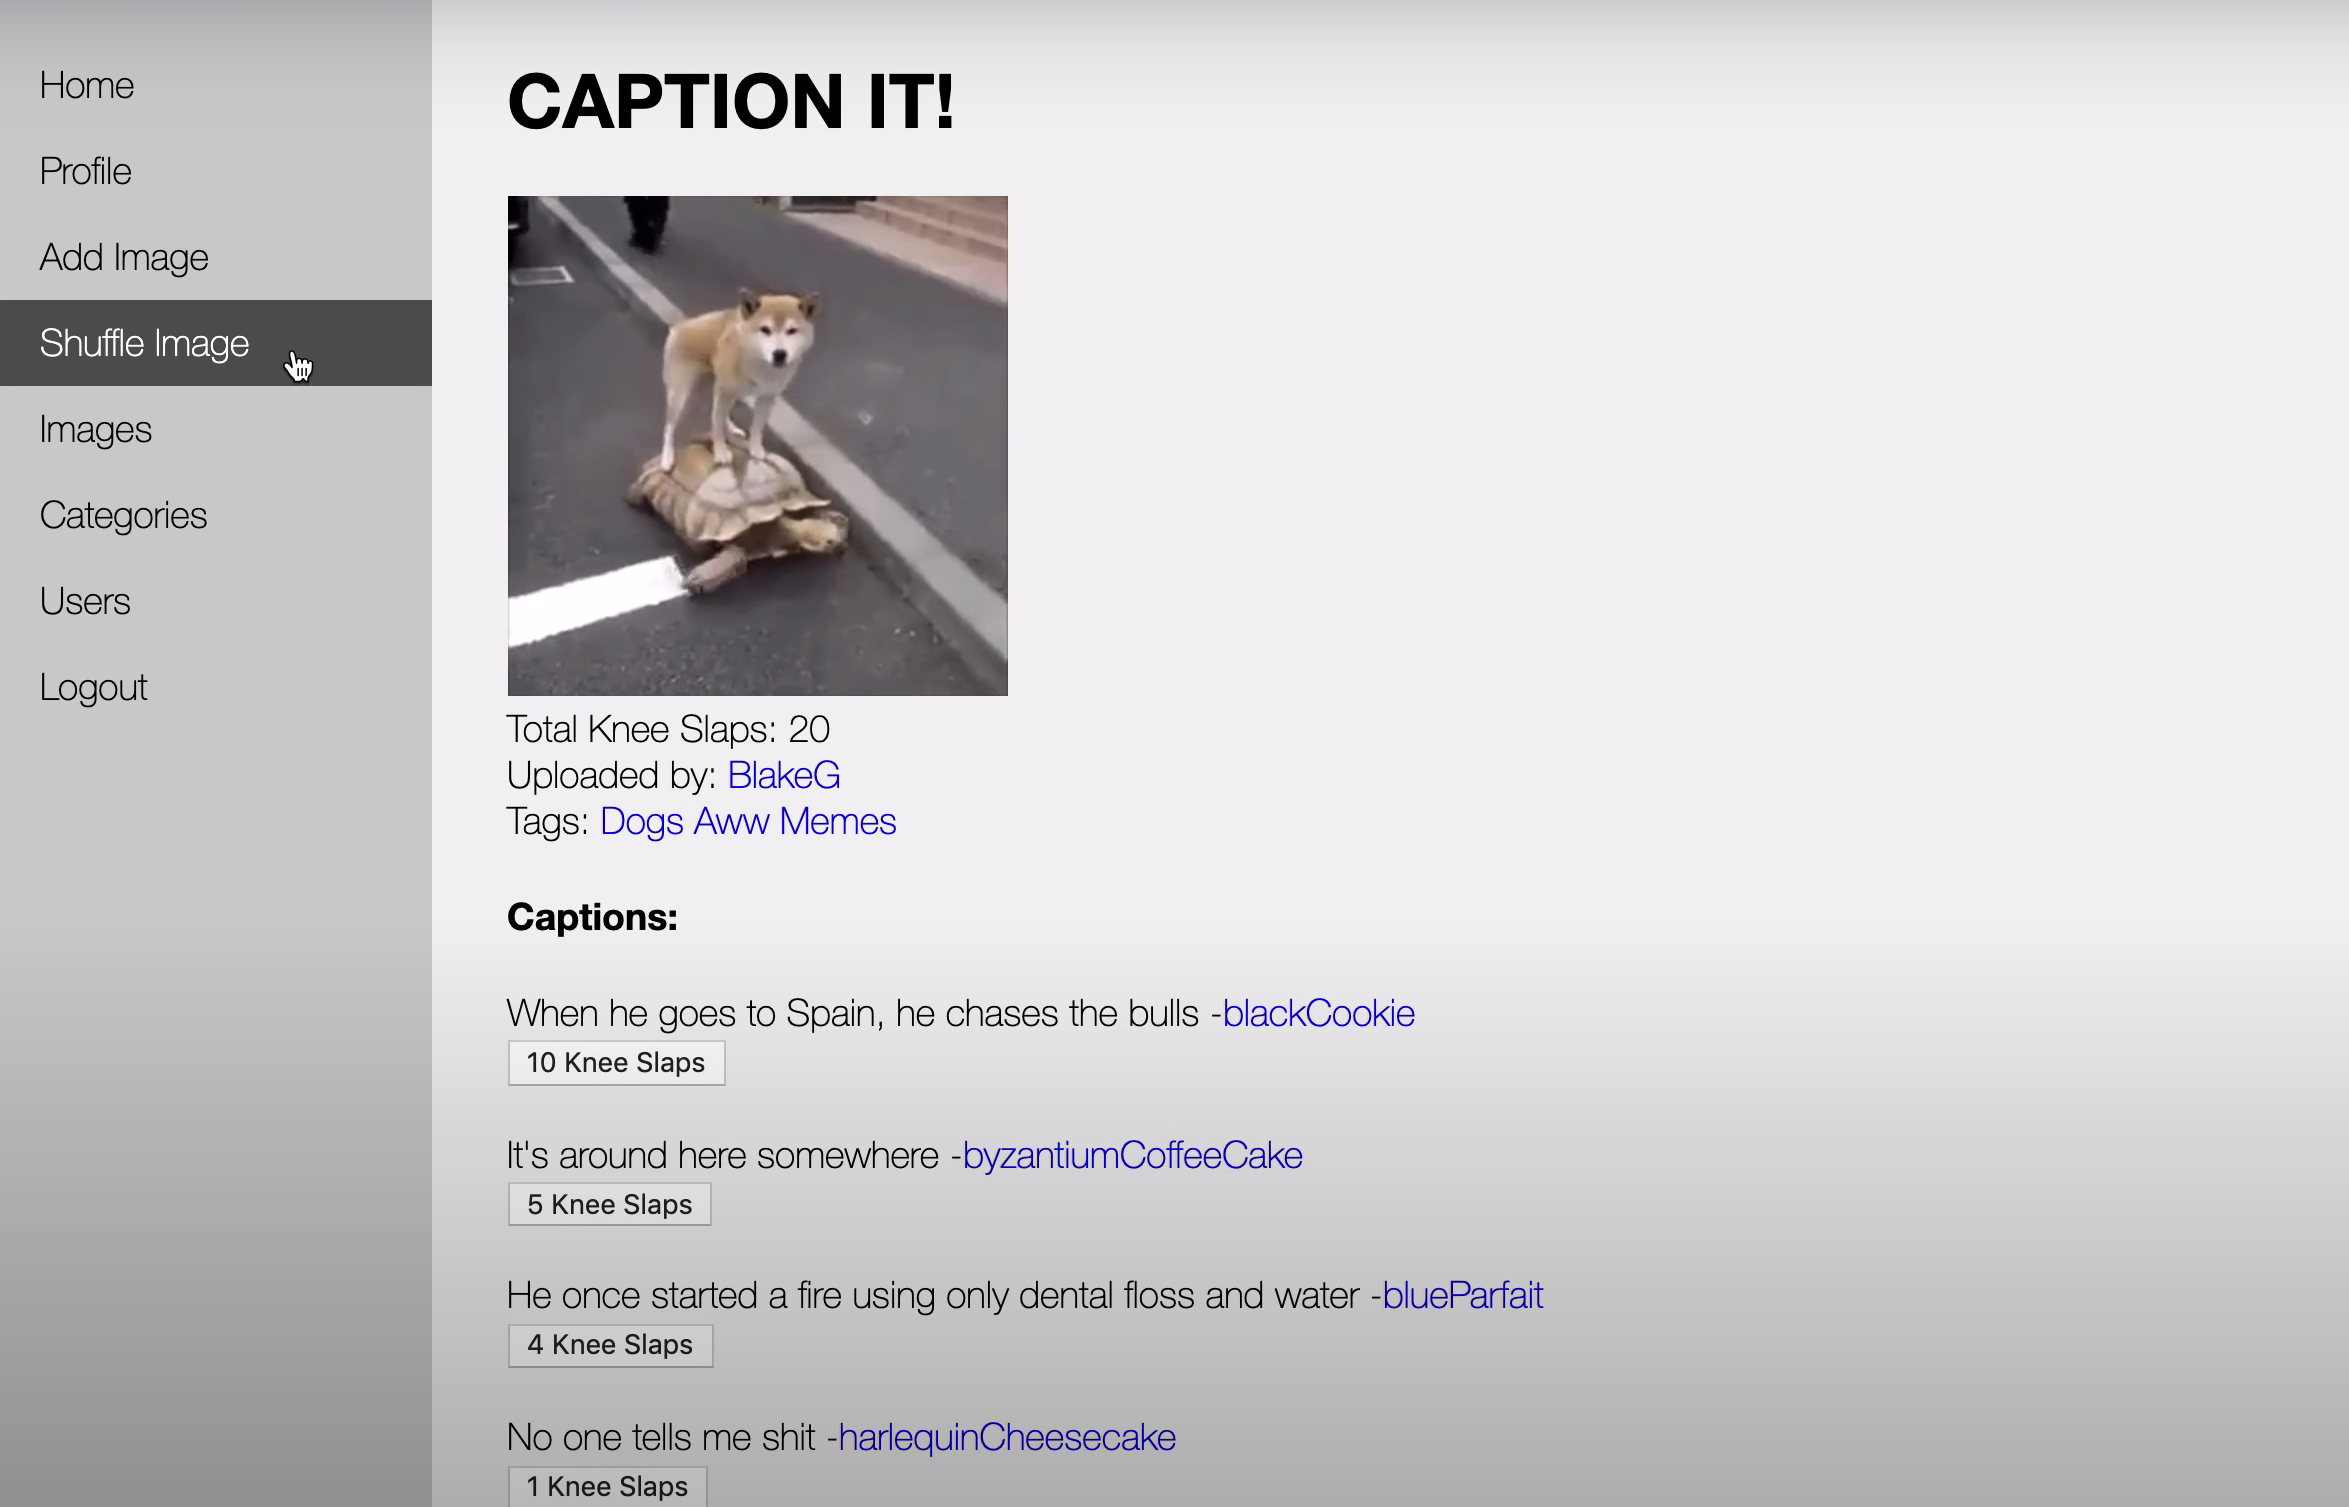 Home
Profile
Add Image
Shuffle Image
Images
Categories
Users
Logout
CAPTION IT!
Total Knee Slaps: 20
Uploaded by: BlakeG
Tags: Dogs Aww Memes
Captions:
When he goes to Spain, he chases the bulls -blackCookie
10 Knee Slaps
It's around here somewhere -byzantiumCoffeeCake
5 Knee Slaps
He once started a fire using only dental floss and water -blueParfait
4 Knee Slaps
No one tells me shit -harlequinCheesecake
1 Knee Slaps